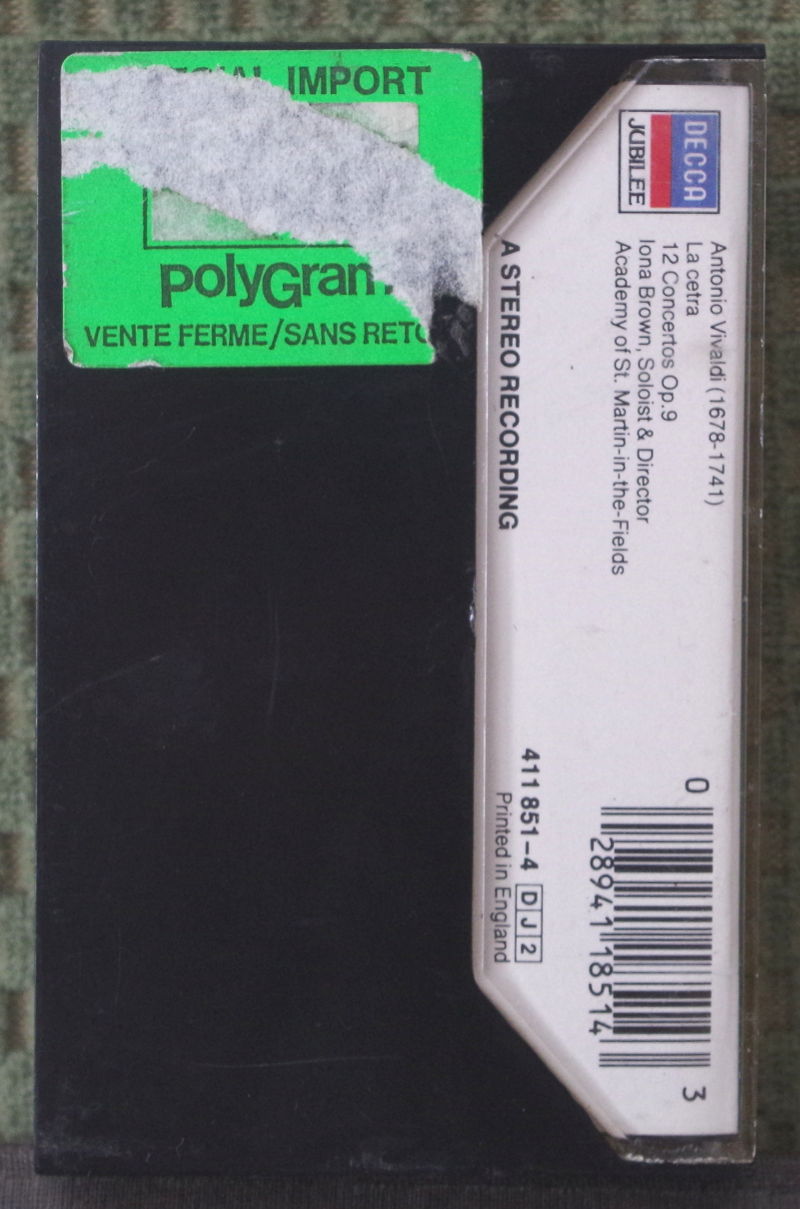 IMPORT
PolyGram
VENTE FERME/SANS
DECCA
JUBILEE
Antonio Vivaldi (1678-1741)
La cetra
12 Concertos Op.9
Iona Brown, Soloist & Director
Academy of St. Martin-in-the-Fields
A STEREO RECORDING
411 851-4 DJ2
Printed in England
0 28941 18514 3